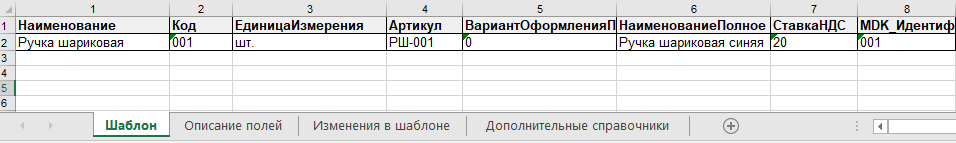 1 2 3 4 5 6 7 8
1 Наименование Код ЕдиницаИзмерения Артикул ВариантОформленияП НаименованиеПолное СтавкаНДС MDK_Идентиф
2 Ручка шариковая 001 шт. РШ-001 0 Ручка шариковая синяя 20 001
3
4
5
6
Шаблон Описание полей Изменения в шаблоне Дополнительные справочники